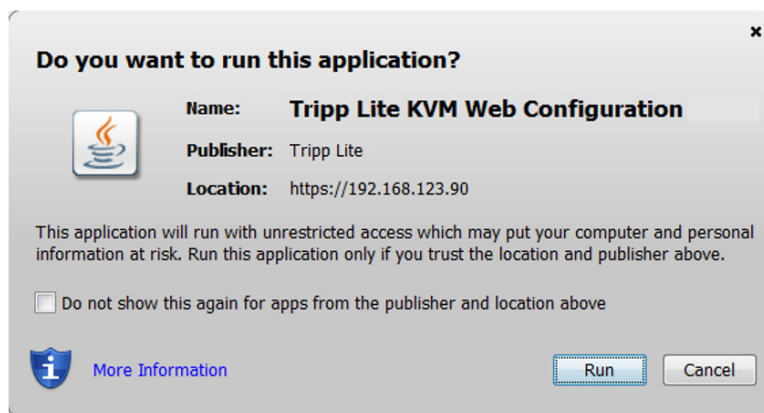 Do you want to run this application?
Name: Tripp Lite KVM Web Configuration
Publisher: Tripp Lite
Location: https://192.168.123.90
This application will run with unrestricted access which may put your computer and personal
information at risk. Run this application only if you trust the location and publisher above.
Do not show this again for apps from the publisher and location above
More Information
Run Cancel